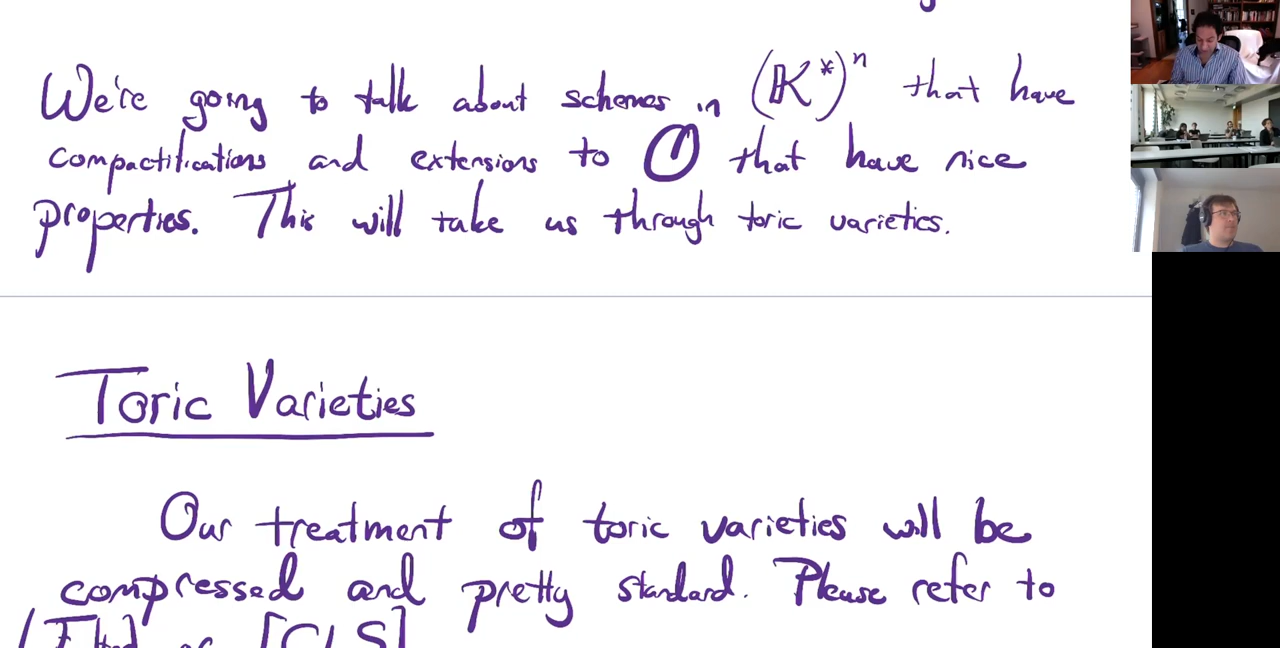 We're going to talk about schemes in (𝕂*)ⁿ that have
compactifications and extensions to 𝒪 that have nice
properties. This will take us through toric varieties.
Toric Varieties
Our treatment of toric varieties will be
compressed and pretty standard. Please refer to
or [CLS]